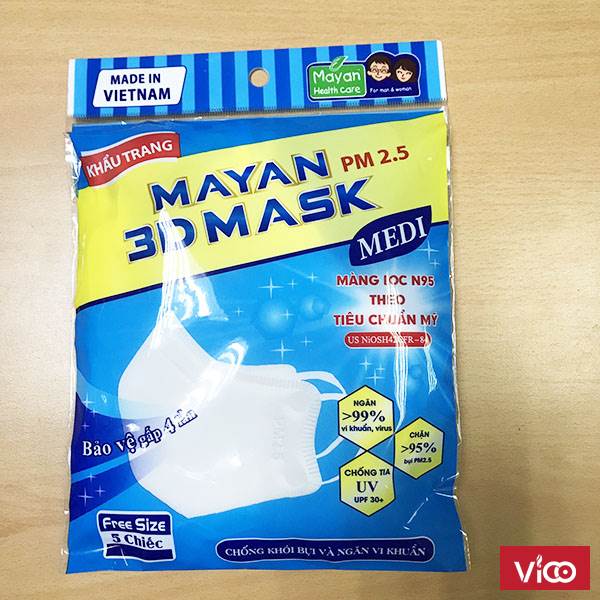 MADE IN
VIETNAM
Mayan
Health Care
For man & woman
KHẨU TRANG
MAYAN PM 2.5
3D MASK
MEDI
MÀNG LỌC N95
THEO
TIÊU CHUẨN MỸ
US NiOSH42CFR-84
Bảo vệ gấp 4 lần
NGĂN
>99%
vi khuẩn, virus
CHẶN
>95%
bụi PM2.5
CHỐNG TIA
UV
UPF 30+
Free Size
5 Chiếc
CHỐNG KHÓI BỤI VÀ NGĂN VI KHUẨN
VICO